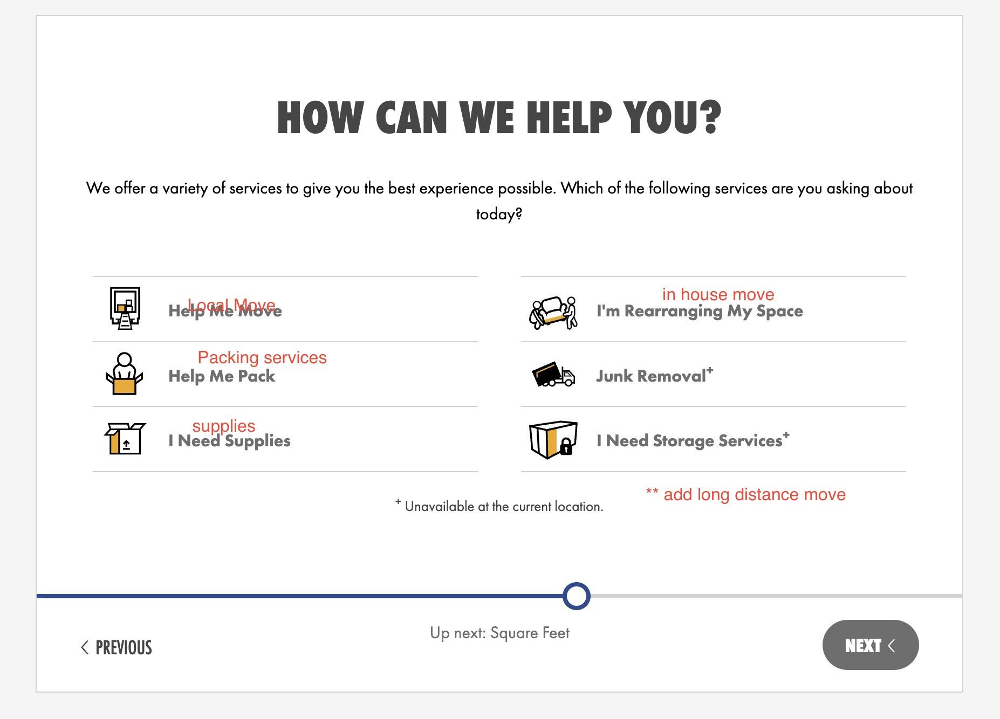 HOW CAN WE HELP YOU?
We offer a variety of services to give you the best experience possible. Which of the following services are you asking about
today?
Local Move
Help Me Move
in house move
I'm Rearranging My Space
Packing services
Help Me Pack
Junk Removal+
supplies
I Need Supplies
I Need Storage Services+
** add long distance move
+ Unavailable at the current location.
Up next: Square Feet
< PREVIOUS
NEXT <